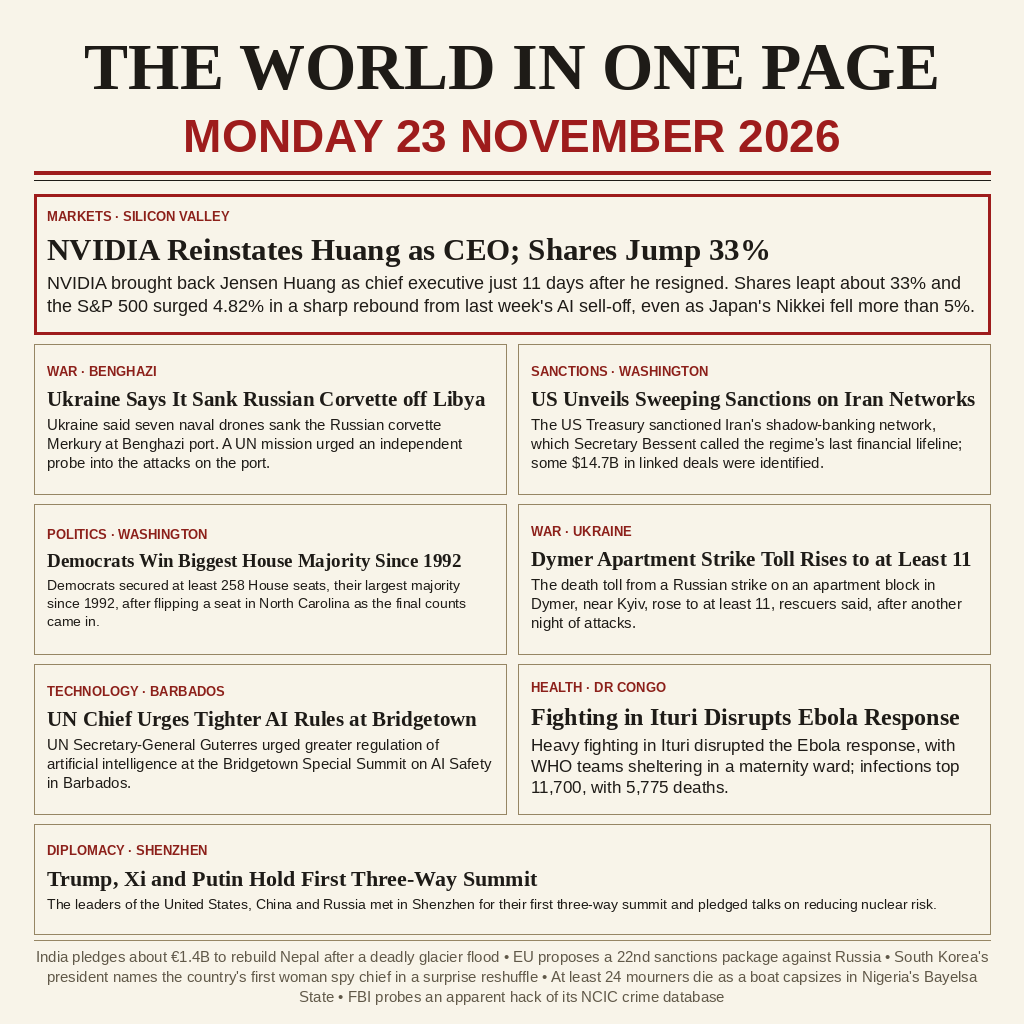 THE WORLD IN ONE PAGE
MONDAY 23 NOVEMBER 2026
MARKETS · SILICON VALLEY
NVIDIA Reinstates Huang as CEO; Shares Jump 33%
NVIDIA brought back Jensen Huang as chief executive just 11 days after he resigned. Shares leapt about 33% and
the S&P 500 surged 4.82% in a sharp rebound from last week's AI sell-off, even as Japan's Nikkei fell more than 5%.
WAR · BENGHAZI
Ukraine Says It Sank Russian Corvette off Libya
Ukraine said seven naval drones sank the Russian corvette
Merkury at Benghazi port. A UN mission urged an independent
probe into the attacks on the port.
SANCTIONS · WASHINGTON
US Unveils Sweeping Sanctions on Iran Networks
The US Treasury sanctioned Iran's shadow-banking network,
which Secretary Bessent called the regime's last financial lifeline;
some $14.7B in linked deals were identified.
POLITICS · WASHINGTON
Democrats Win Biggest House Majority Since 1992
Democrats secured at least 258 House seats, their largest majority
since 1992, after flipping a seat in North Carolina as the final counts
came in.
WAR · UKRAINE
Dymer Apartment Strike Toll Rises to at Least 11
The death toll from a Russian strike on an apartment block in
Dymer, near Kyiv, rose to at least 11, rescuers said, after another
night of attacks.
TECHNOLOGY · BARBADOS
UN Chief Urges Tighter AI Rules at Bridgetown
UN Secretary-General Guterres urged greater regulation of
artificial intelligence at the Bridgetown Special Summit on AI Safety
in Barbados.
HEALTH · DR CONGO
Fighting in Ituri Disrupts Ebola Response
Heavy fighting in Ituri disrupted the Ebola response, with
WHO teams sheltering in a maternity ward; infections top
11,700, with 5,775 deaths.
DIPLOMACY · SHENZHEN
Trump, Xi and Putin Hold First Three-Way Summit
The leaders of the United States, China and Russia met in Shenzhen for their first three-way summit and pledged talks on reducing nuclear risk.
India pledges about €1.4B to rebuild Nepal after a deadly glacier flood • EU proposes a 22nd sanctions package against Russia • South Korea's
president names the country's first woman spy chief in a surprise reshuffle • At least 24 mourners die as a boat capsizes in Nigeria's Bayelsa
State • FBI probes an apparent hack of its NCIC crime database